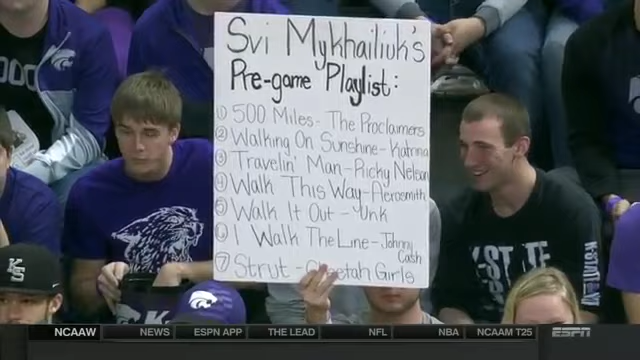 Svi Mykhailiuk's
Pre-game Playlist:
① 500 Miles - The Proclaimers
② Walking On Sunshine - Katrina
③ Travelin' Man - Ricky Nelson
④ Walk This Way - Aerosmith
⑤ Walk It Out - Unk
⑥ I Walk The Line - Johnny
Cash
⑦ Strut - Cheetah Girls
K-STATE
K-STATE
KS
NCAAW NEWS ESPN APP THE LEAD NFL NBA NCAAM T25 ESPN